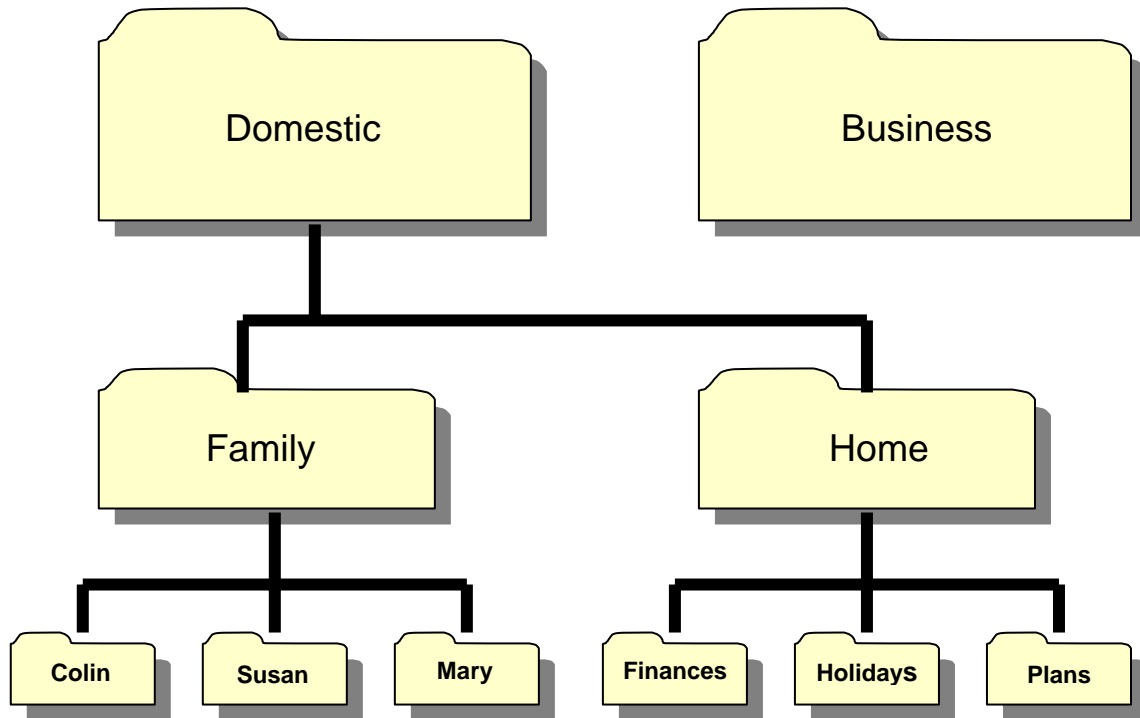 Domestic
Business
Family
Home
Colin
Susan
Mary
Finances
Holidays
Plans